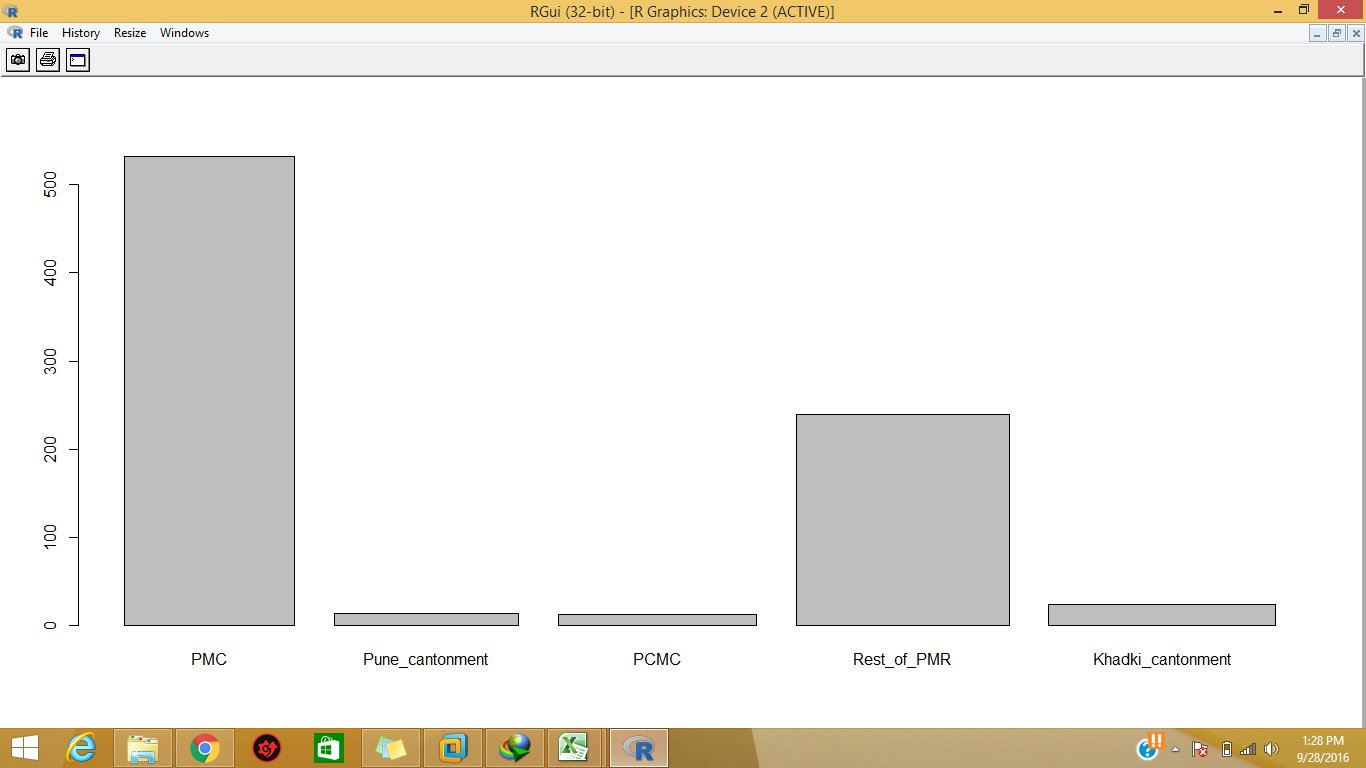 RGui (32-bit) - [R Graphics: Device 2 (ACTIVE)]
File History Resize Windows
500
400
300
200
100
0
PMC Pune_cantonment PCMC Rest_of_PMR Khadki_cantonment
1:28 PM
9/28/2016